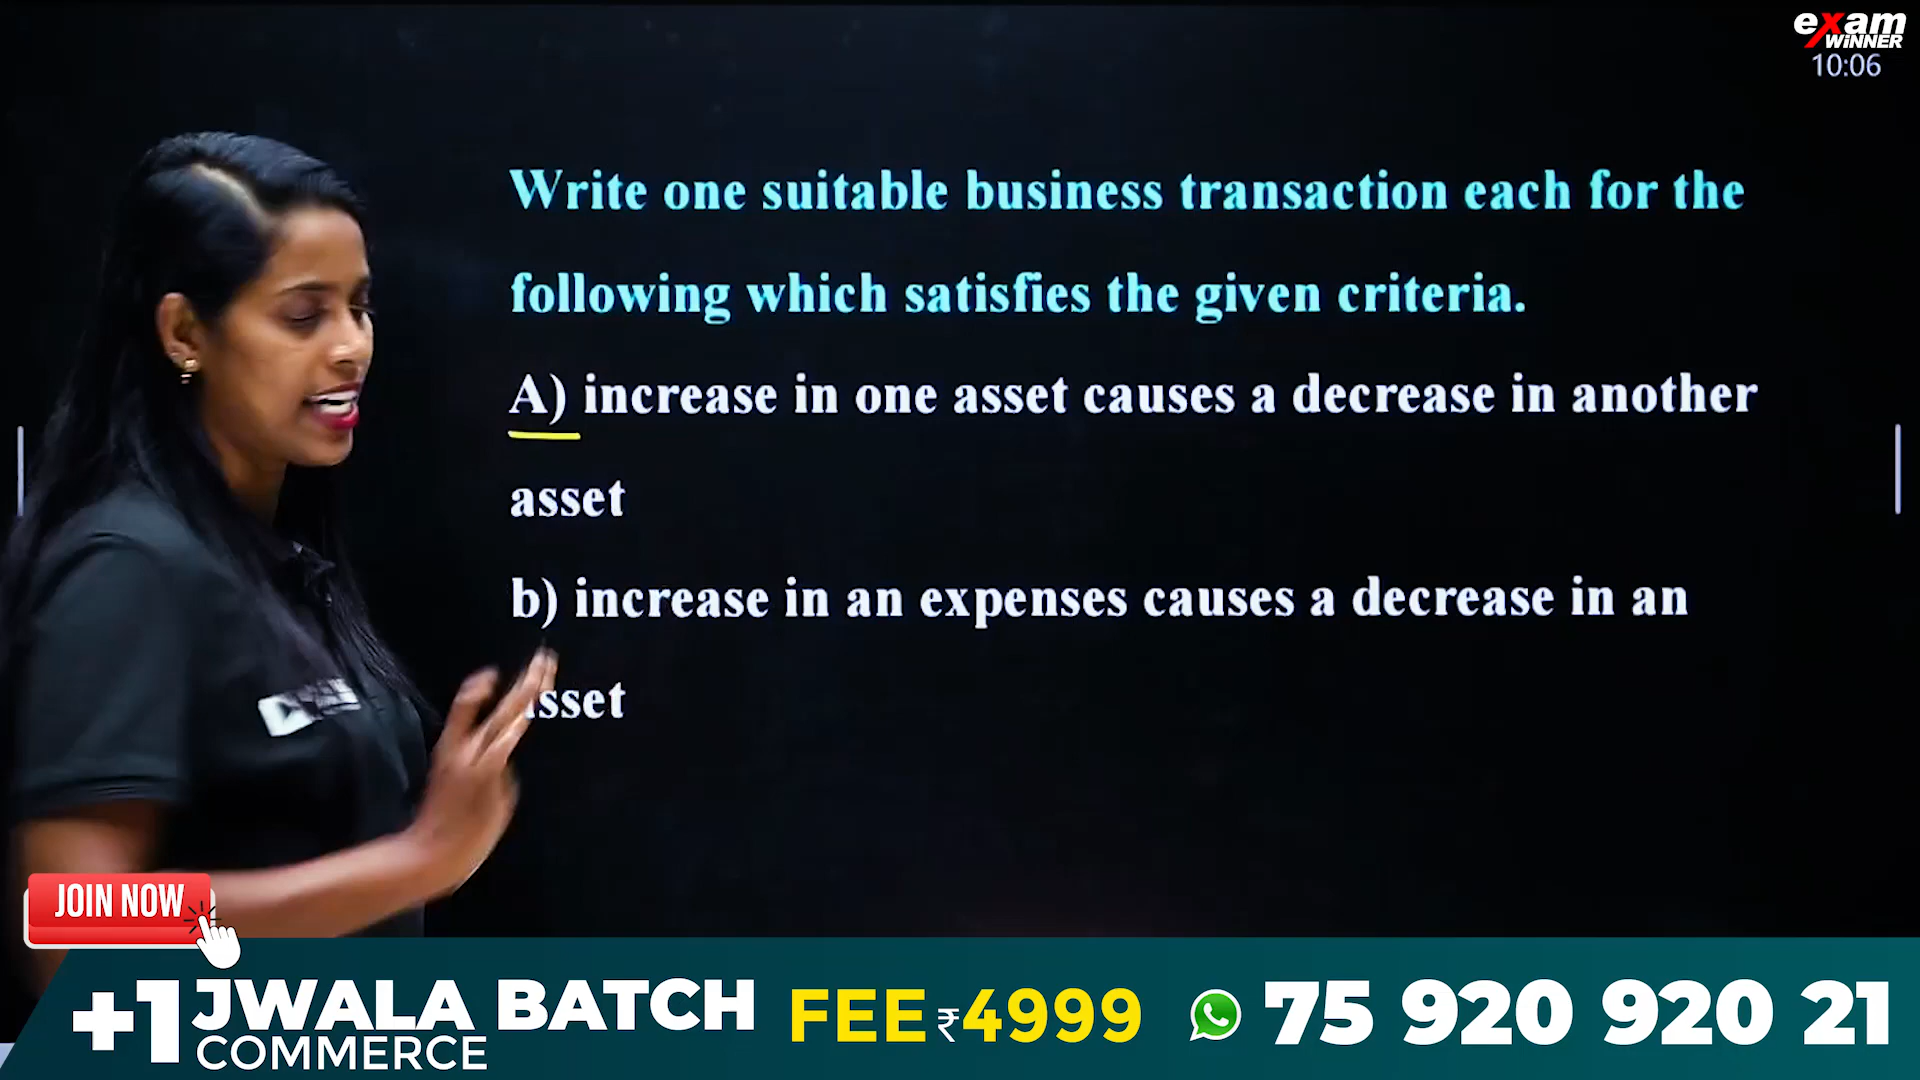 exam
WINNER
10:06
Write one suitable business transaction each for the
following which satisfies the given criteria.
A) increase in one asset causes a decrease in another
asset
b) increase in an expenses causes a decrease in an
asset
JOIN NOW
+1 JWALA BATCH
COMMERCE
FEE ₹4999
75 920 920 21